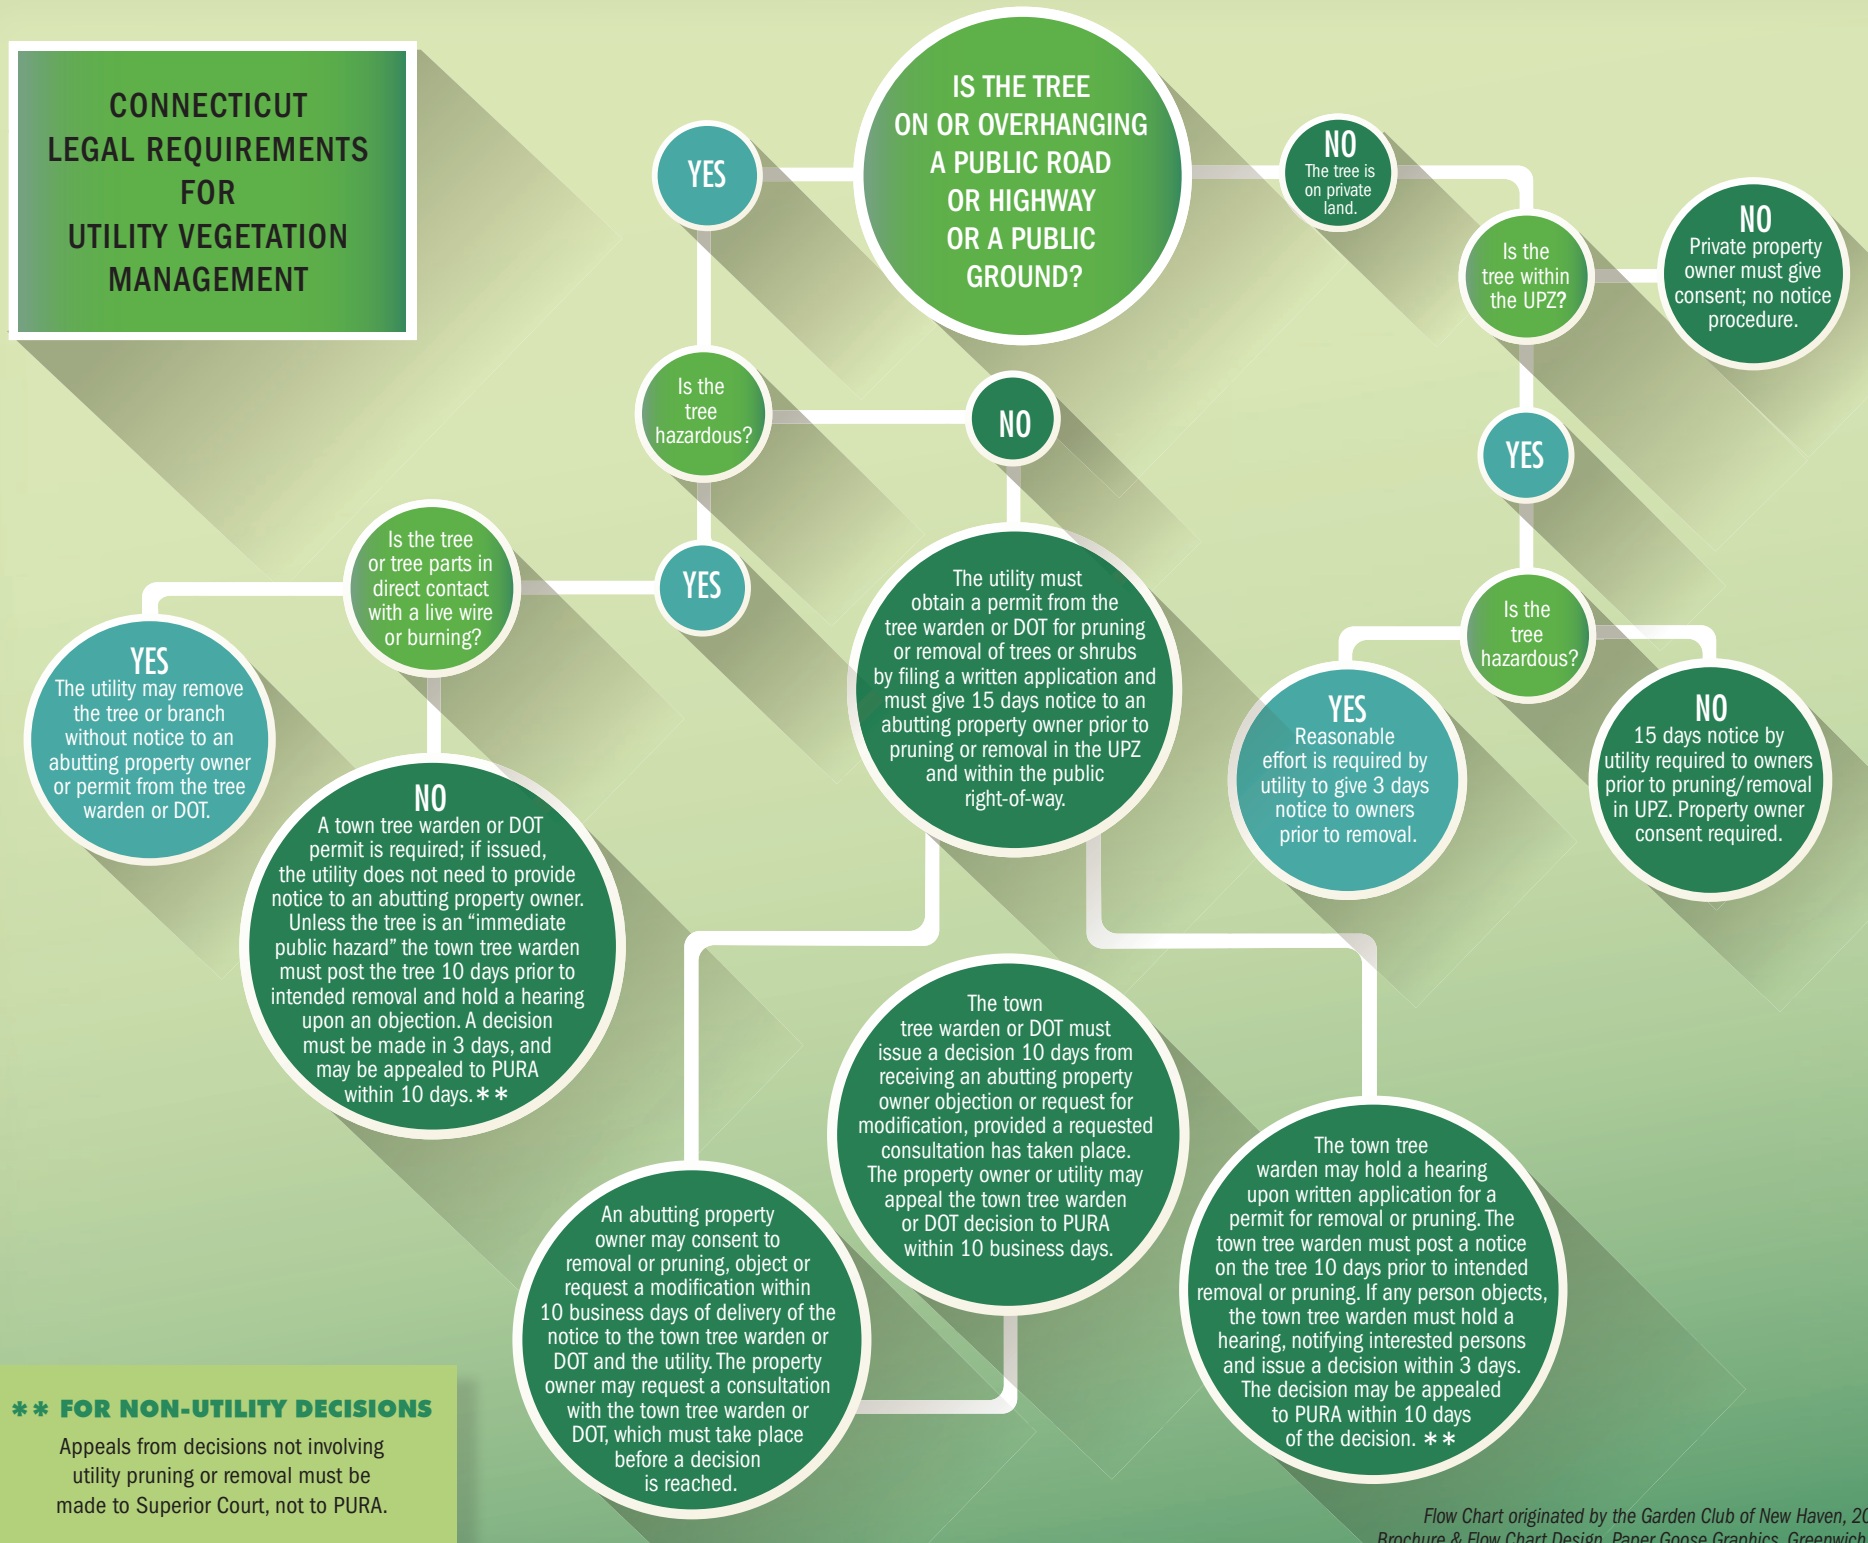 CONNECTICUT
LEGAL REQUIREMENTS
FOR
UTILITY VEGETATION
MANAGEMENT
IS THE TREE
ON OR OVERHANGING
A PUBLIC ROAD
OR HIGHWAY
OR A PUBLIC
GROUND?
YES
NO
The tree is
on private
land.
Is the
tree within
the UPZ?
NO
Private property
owner must give
consent; no notice
procedure.
Is the
tree
hazardous?
NO
YES
YES
Is the tree
or tree parts in
direct contact
with a live wire
or burning?
YES
The utility may remove
the tree or branch
without notice to an
abutting property owner
or permit from the tree
warden or DOT.
NO
A town tree warden or DOT
permit is required; if issued,
the utility does not need to provide
notice to an abutting property owner.
Unless the tree is an “immediate
public hazard” the town tree warden
must post the tree 10 days prior to
intended removal and hold a hearing
upon an objection. A decision
must be made in 3 days, and
may be appealed to PURA
within 10 days.**
The utility must
obtain a permit from the
tree warden or DOT for pruning
or removal of trees or shrubs
by filing a written application and
must give 15 days notice to an
abutting property owner prior to
pruning or removal in the UPZ
and within the public
right-of-way.
Is the
tree
hazardous?
YES
Reasonable
effort is required by
utility to give 3 days
notice to owners
prior to removal.
NO
15 days notice by
utility required to owners
prior to pruning/removal
in UPZ. Property owner
consent required.
An abutting property
owner may consent to
removal or pruning, object or
request a modification within
10 business days of delivery of the
notice to the town tree warden or
DOT and the utility. The property
owner may request a consultation
with the town tree warden or
DOT, which must take place
before a decision
is reached.
The town
tree warden or DOT must
issue a decision 10 days from
receiving an abutting property
owner objection or request for
modification, provided a requested
consultation has taken place.
The property owner or utility may
appeal the town tree warden
or DOT decision to PURA
within 10 business days.
The town tree
warden may hold a hearing
upon written application for a
permit for removal or pruning. The
town tree warden must post a notice
on the tree 10 days prior to intended
removal or pruning. If any person objects,
the town tree warden must hold a
hearing, notifying interested persons
and issue a decision within 3 days.
The decision may be appealed
to PURA within 10 days
of the decision. **
** FOR NON-UTILITY DECISIONS
Appeals from decisions not involving
utility pruning or removal must be
made to Superior Court, not to PURA.
Flow Chart originated by the Garden Club of New Haven, 20
Brochure & Flow Chart Design, Paper Goose Graphics, Greenwich